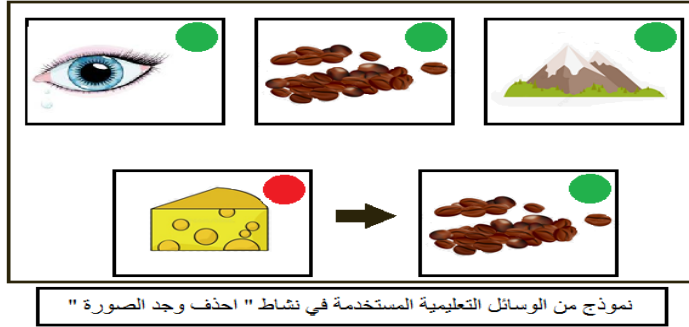 نموذج من الوسائل التعليمية المستخدمة في نشاط " احذف وجد الصورة "